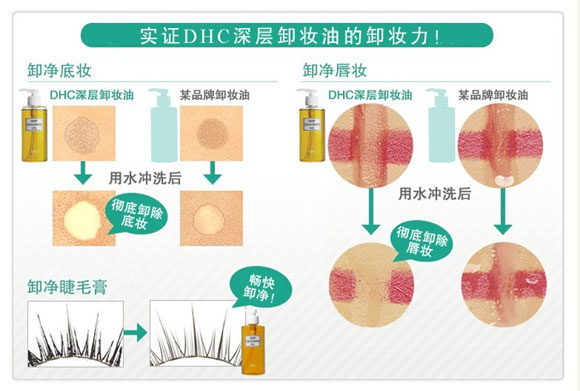 实证DHC深层卸妆油的卸妆力！
卸净底妆
DHC深层卸妆油
某品牌卸妆油
用水冲洗后
彻底卸除
底妆
卸净唇妆
DHC深层卸妆油
某品牌卸妆油
用水冲洗后
彻底卸除
唇妆
卸净睫毛膏
畅快
卸净！
DEEP
CLEANSING
OIL